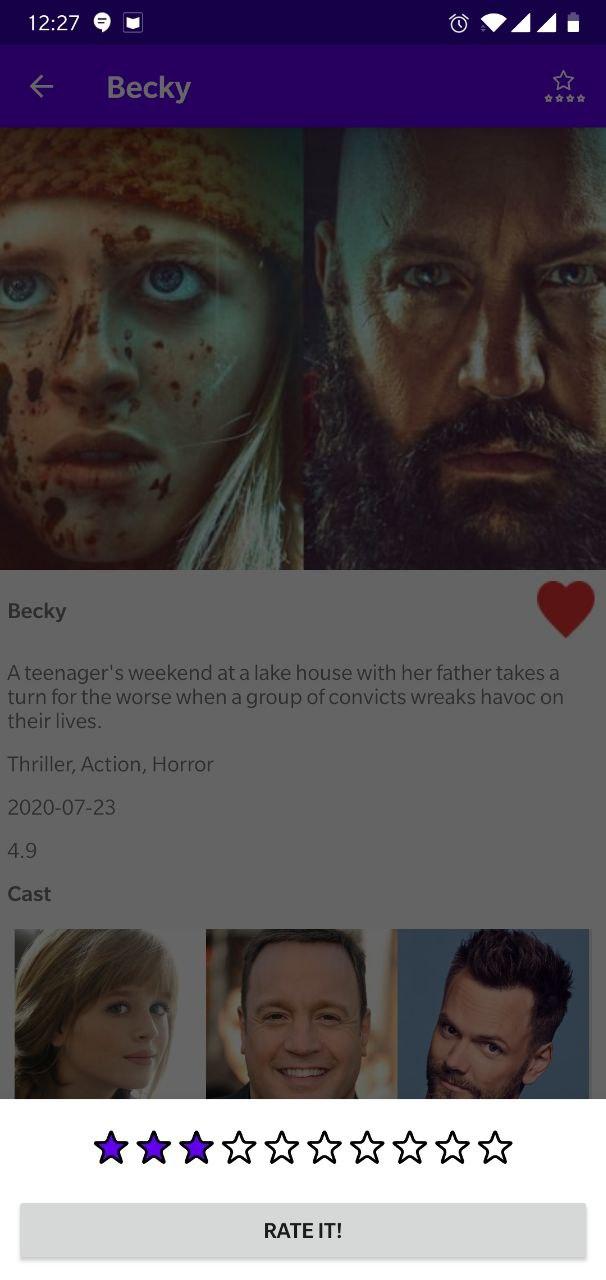 12:27
Becky
Becky
A teenager's weekend at a lake house with her father takes a
turn for the worse when a group of convicts wreaks havoc on
their lives.
Thriller, Action, Horror
2020-07-23
4.9
Cast
RATE IT!